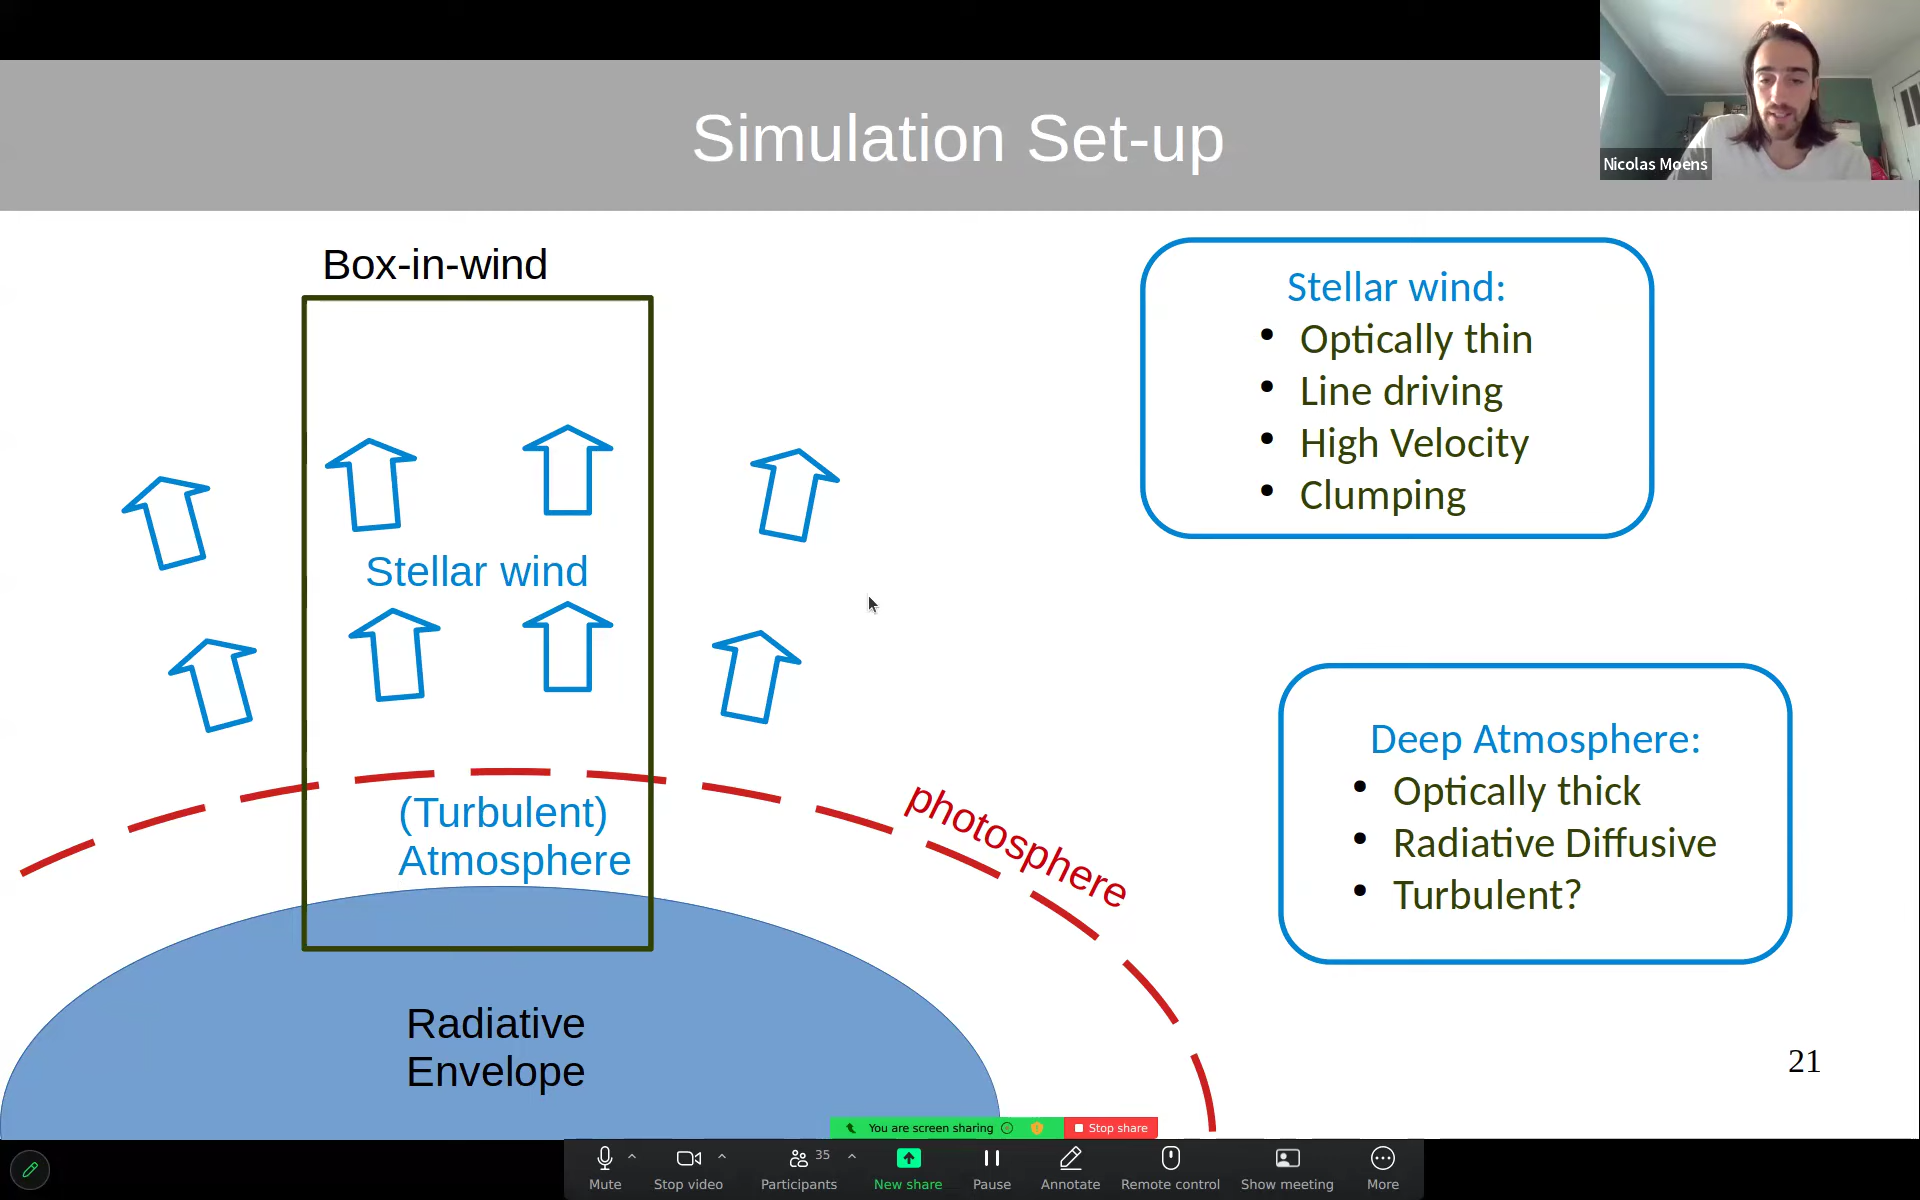 Simulation Set-up
Nicolas Moens
Box-in-wind
Stellar wind
(Turbulent)
Atmosphere
photosphere
Radiative
Envelope
Stellar wind:
• Optically thin
• Line driving
• High Velocity
• Clumping
Deep Atmosphere:
• Optically thick
• Radiative Diffusive
• Turbulent?
21
You are screen sharing
Stop share
Mute
Stop video
Participants 35
New share
Pause
Annotate
Remote control
Show meeting
More